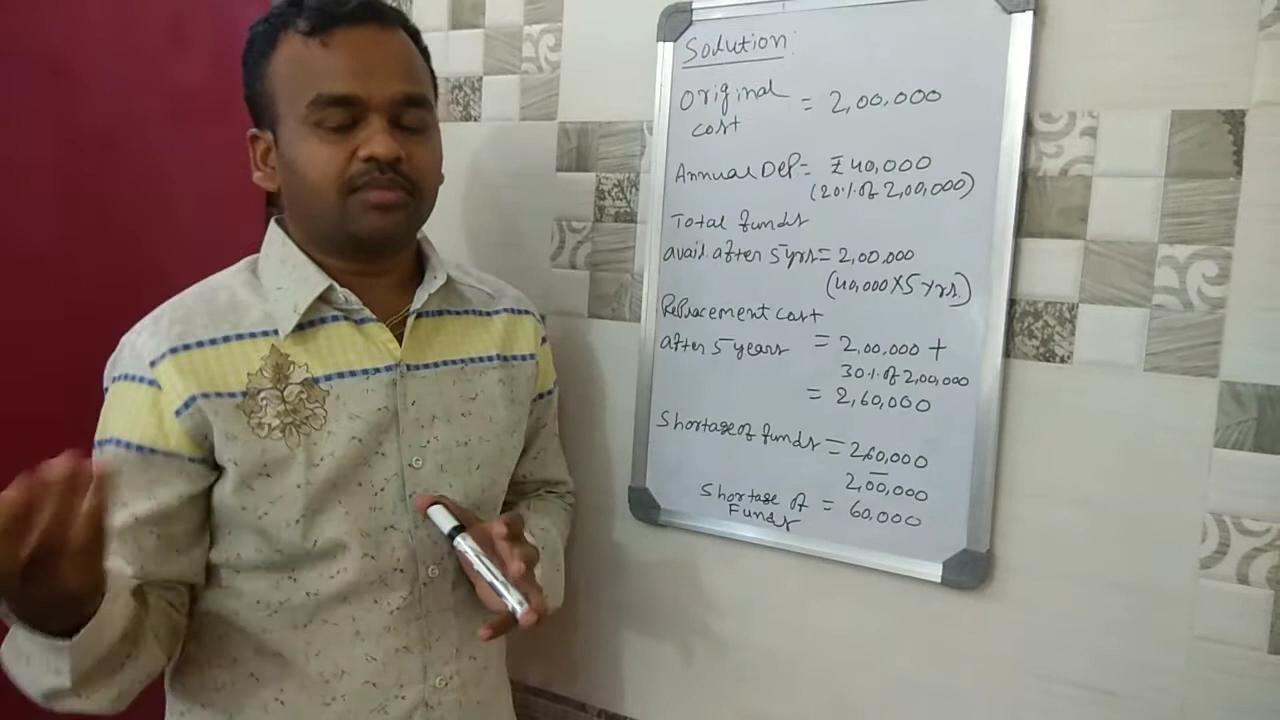 Solution:
Original = 2,00,000
cost
Annual Dep = ₹40,000
(20% of 2,00,000)
Total funds
avail. after 5 yrs = 2,00,000
(40,000 X 5 yrs.)
Replacement cost
after 5 years = 2,00,000 +
30% of 2,00,000
= 2,60,000
Shortage of funds = 2,60,000
-
2,00,000
Shortage of = 60,000
Funds